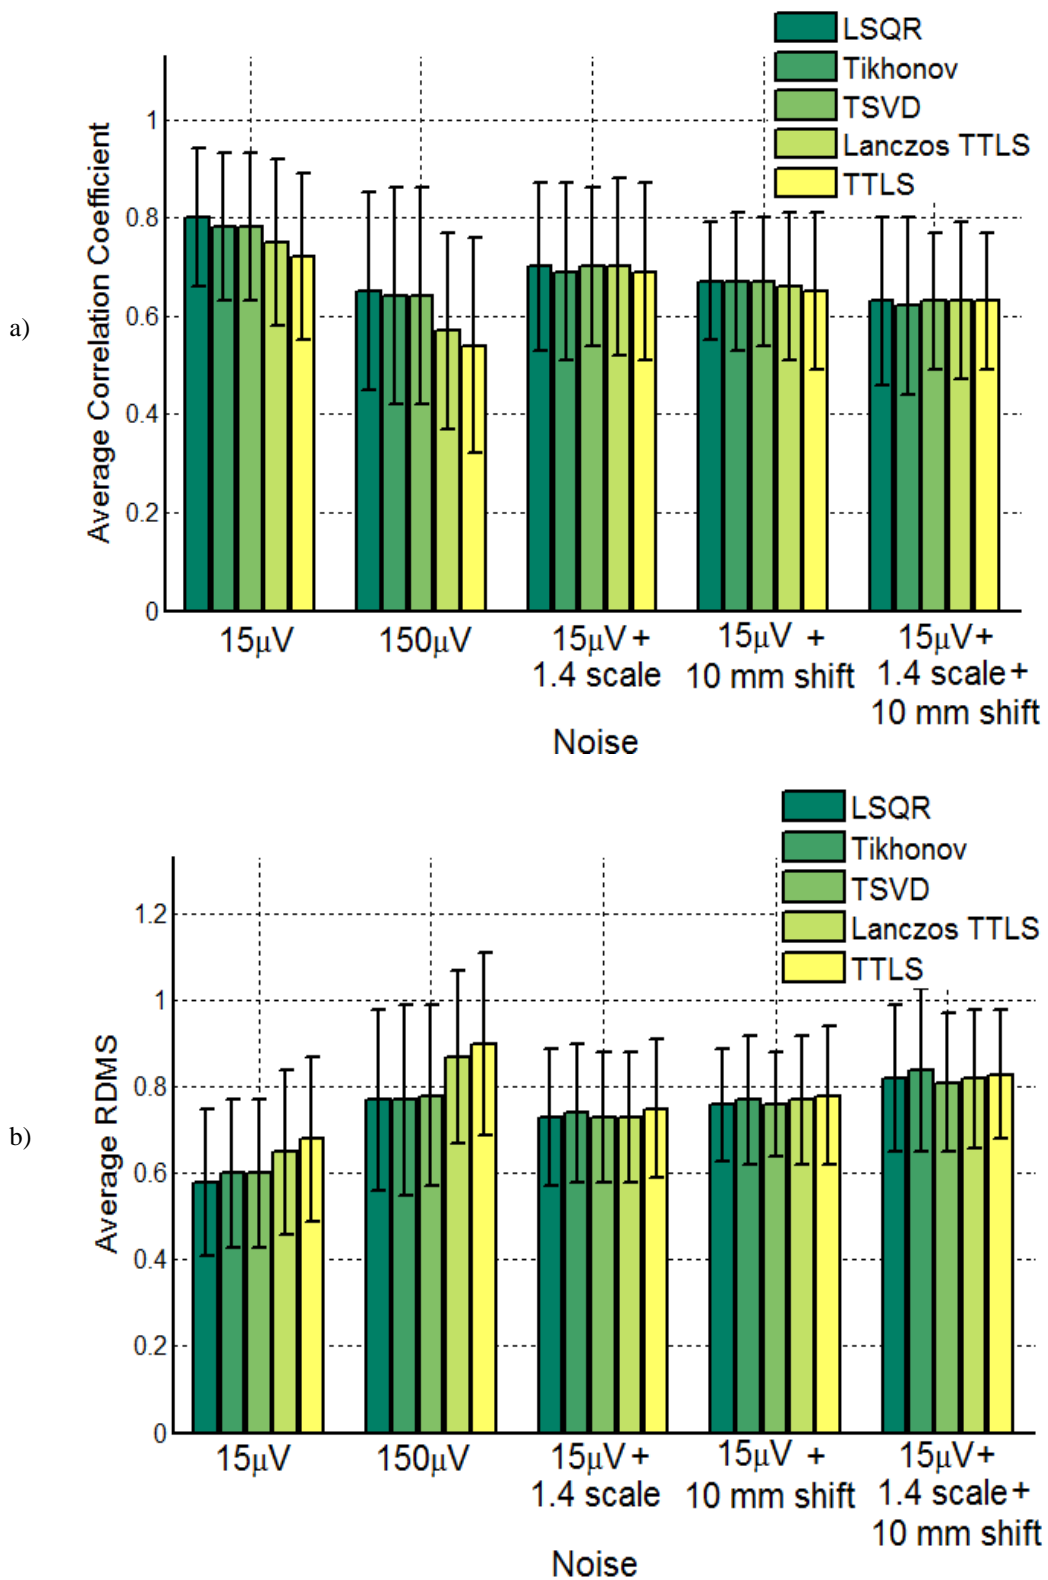 LSQR
Tikhonov
TSVD
Lanczos TTLS
TTLS
a)
Average Correlation Coefficient
1
0.8
0.6
0.4
0.2
0
15μV
150μV
15μV +
1.4 scale
15μV +
10 mm shift
15μV +
1.4 scale +
10 mm shift
Noise
LSQR
Tikhonov
TSVD
Lanczos TTLS
TTLS
b)
Average RDMS
1.2
1
0.8
0.6
0.4
0.2
0
15μV
150μV
15μV +
1.4 scale
15μV +
10 mm shift
15μV +
1.4 scale +
10 mm shift
Noise